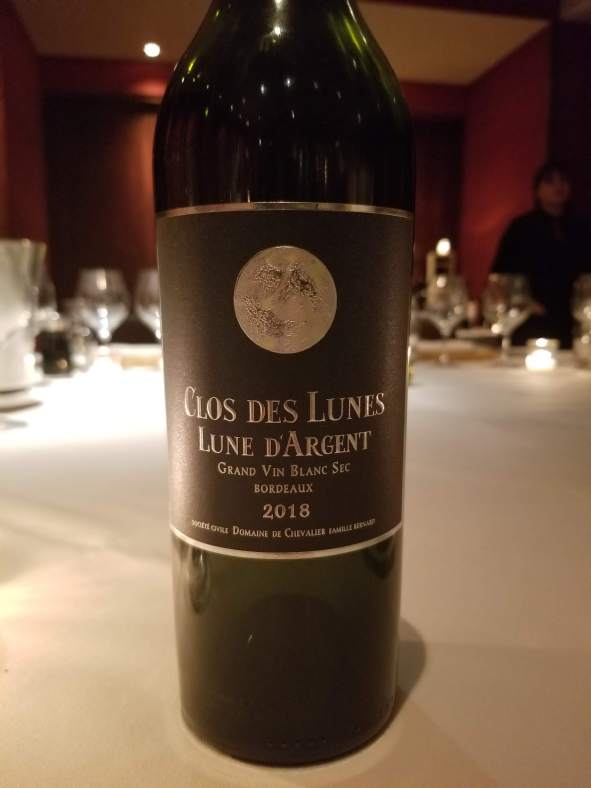 CLOS DES LUNES
LUNE D'ARGENT
GRAND VIN BLANC SEC
BORDEAUX
2018
SOCIÉTÉ CIVILE DOMAINE DE CHEVALIER FAMILLE BERNARD